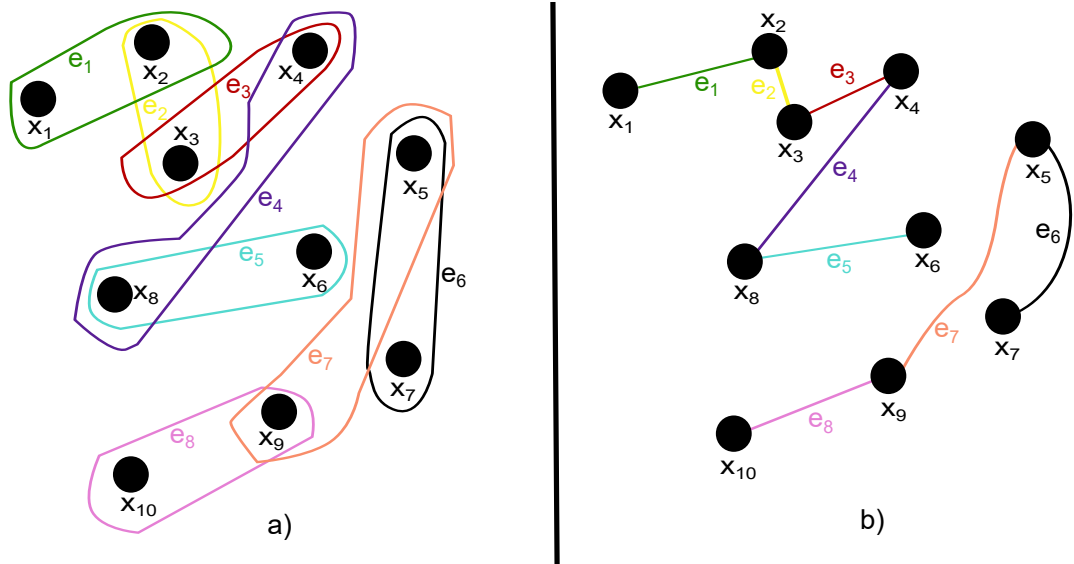 e₁
x₂
x₄
e₃
x₁
e₂
x₃
x₅
e₄
e₅
x₆
e₆
x₈
e₇
x₇
x₉
e₈
x₁₀
a)
x₂
e₃
e₁
e₂
x₄
x₁
x₃
x₅
e₄
e₆
e₅
x₆
x₈
e₇
x₇
x₉
e₈
x₁₀
b)